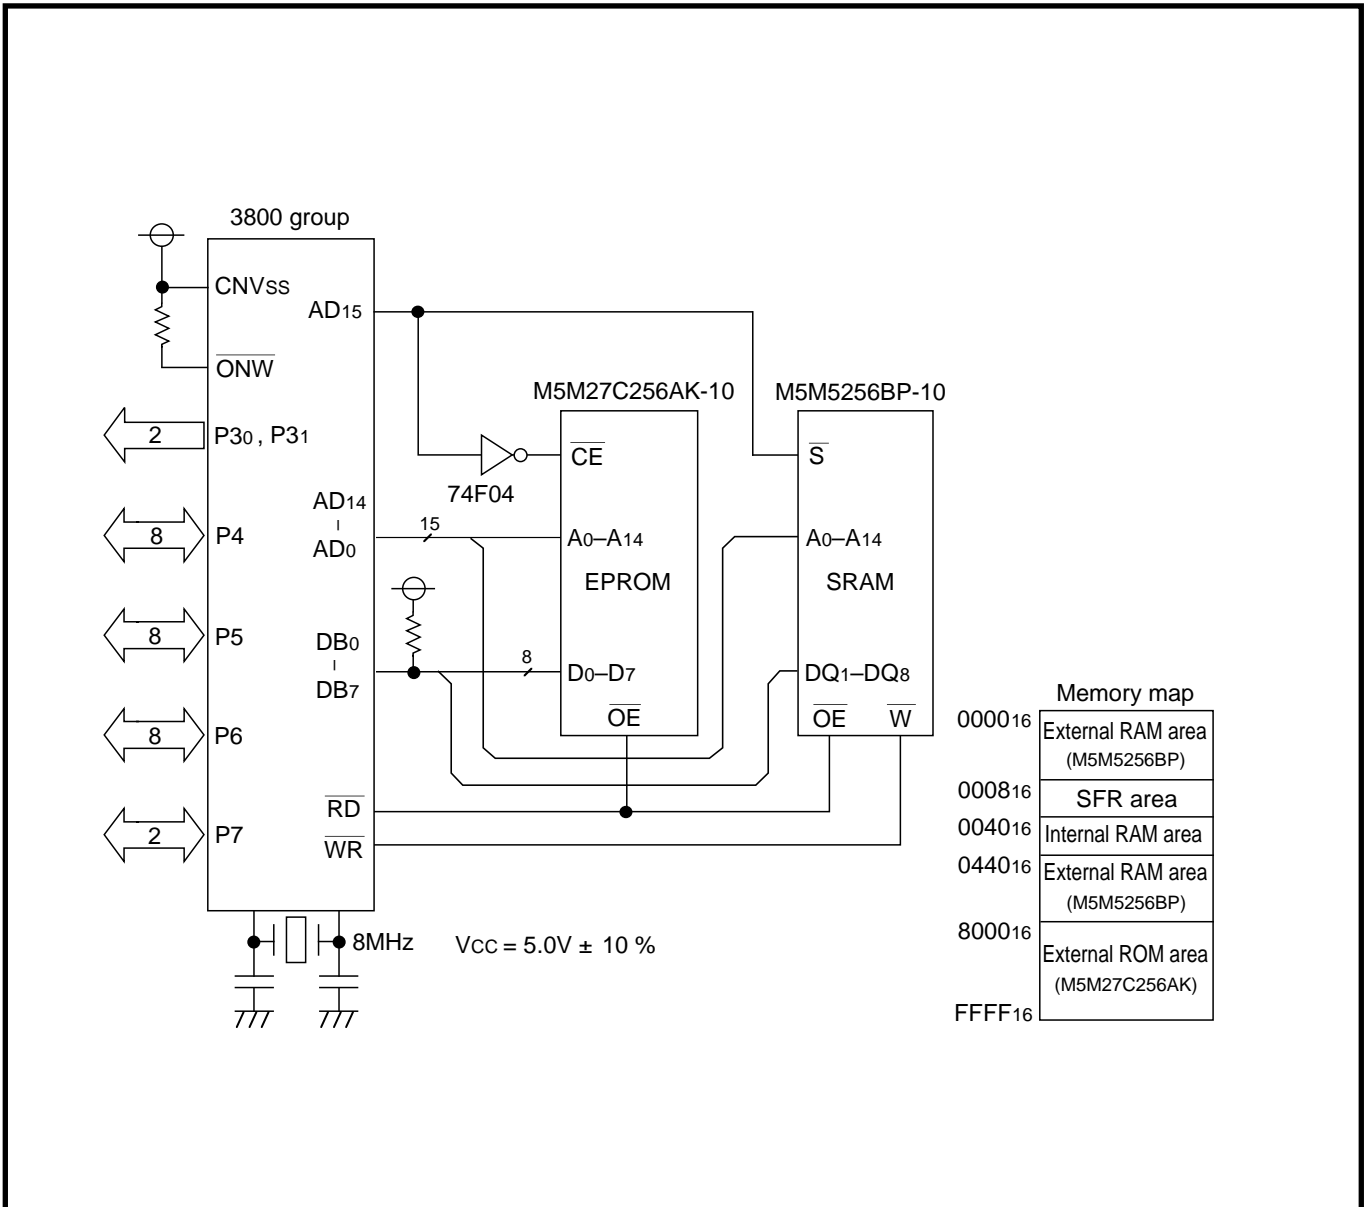 3800 group
CNVSS
AD15
ONW
M5M27C256AK-10
M5M5256BP-10
2
P30 , P31
CE
S
74F04
AD14
AD0
15
8
P4
A0–A14
A0–A14
EPROM
SRAM
8
P5
DB0
DB7
8
D0–D7
DQ1–DQ8
OE
OE
W
8
P6
RD
2
P7
WR
8MHz
VCC = 5.0V ± 10 %
Memory map
000016
External RAM area
(M5M5256BP)
000816
SFR area
004016
Internal RAM area
044016
External RAM area
(M5M5256BP)
800016
External ROM area
(M5M27C256AK)
FFFF16